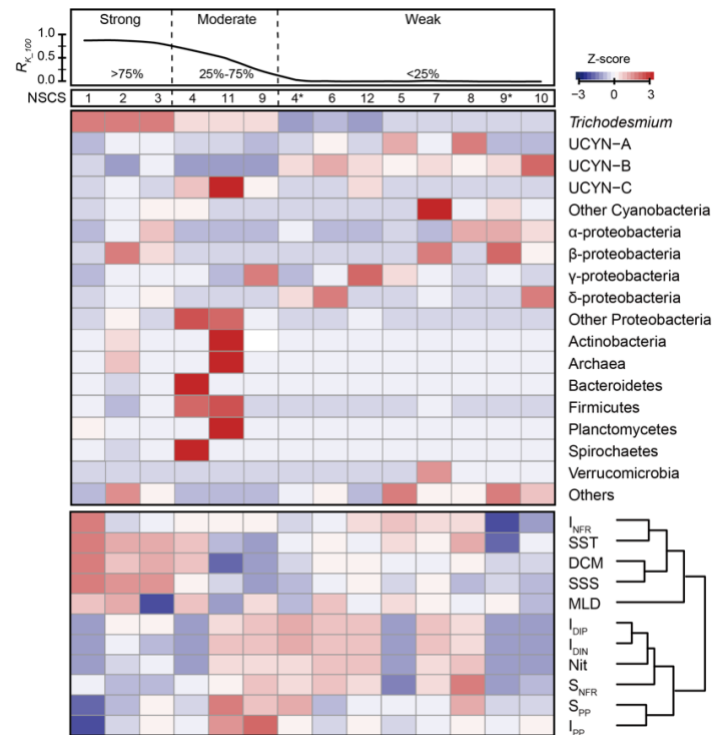 Strong Moderate Weak
R_K_100
1.0
0.5
0.0
>75% 25%-75% <25%
Z-score
−3 0 3
NSCS 1 2 3 4 11 9 4* 6 12 5 7 8 9* 10
Trichodesmium
UCYN−A
UCYN−B
UCYN−C
Other Cyanobacteria
α-proteobacteria
β-proteobacteria
γ-proteobacteria
δ-proteobacteria
Other Proteobacteria
Actinobacteria
Archaea
Bacteroidetes
Firmicutes
Planctomycetes
Spirochaetes
Verrucomicrobia
Others
I_NFR
SST
DCM
SSS
MLD
I_DIP
I_DIN
Nit
S_NFR
S_PP
I_PP